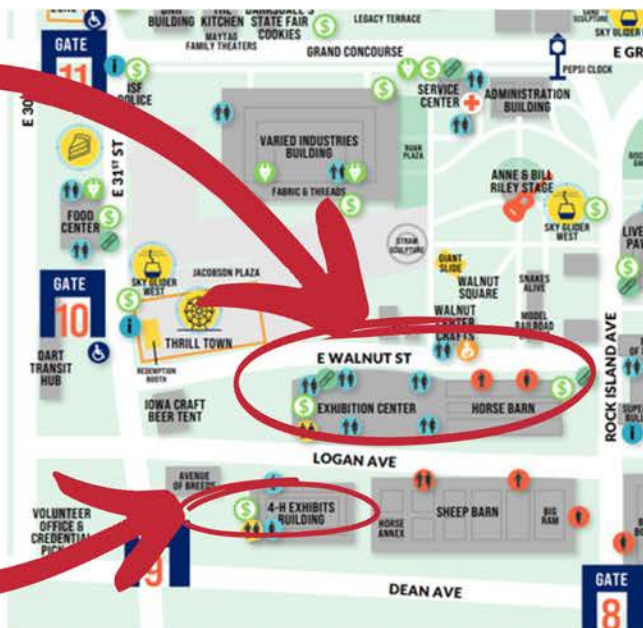 BUILDING
THE
KITCHEN
MAYTAG
FAMILY THEATERS
STATE FAIR
COOKIES
LEGACY TERRACE
SKY GLIDER
GATE
11
ISF
POLICE
GRAND CONCOURSE
E GR
PEPSI CLOCK
SERVICE
CENTER
ADMINISTRATION
BUILDING
E 30
E 31ST ST
VARIED INDUSTRIES
BUILDING
FABRIC & THREADS
RUAN
PLAZA
ANNE & BILL
RILEY STAGE
SKY GLIDER
WEST
FOOD
CENTER
STRAW
SCULPTURE
LIVE
PA
GATE
10
SKY GLIDER
WEST
JACOBSON PLAZA
GIANT
SLIDE
WALNUT
SQUARE
SNAKES
ALIVE
WALNUT
CENTER
CRAFTS
MODEL
RAILROAD
DART
TRANSIT
HUB
THRILL TOWN
REDEMPTION
BOOTH
E WALNUT ST
ROCK ISLAND AVE
IOWA CRAFT
BEER TENT
EXHIBITION CENTER
HORSE BARN
LOGAN AVE
AVENUE
OF BREEDS
VOLUNTEER
OFFICE &
CREDENTIAL
4-H EXHIBITS
BUILDING
HORSE
ANNEX
SHEEP BARN
BIG
RAM
9
DEAN AVE
GATE
8